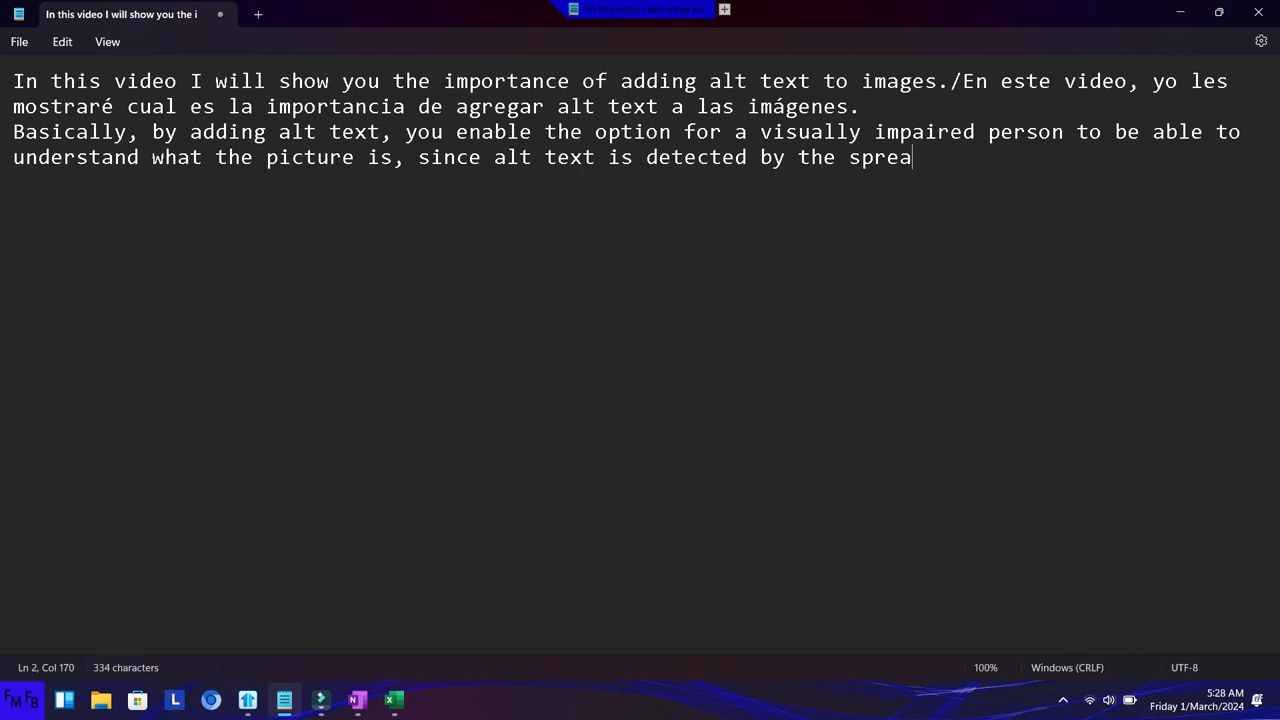 In this video I will show you the i
File
Edit
View
In this video I will show you the importance of adding alt text to images./En este video, yo les
mostraré cual es la importancia de agregar alt text a las imágenes.
Basically, by adding alt text, you enable the option for a visually impaired person to be able to
understand what the picture is, since alt text is detected by the sprea
Ln 2, Col 170
334 characters
100%
Windows (CRLF)
UTF-8
FM FB
5:28 AM
Friday 1/March/2024